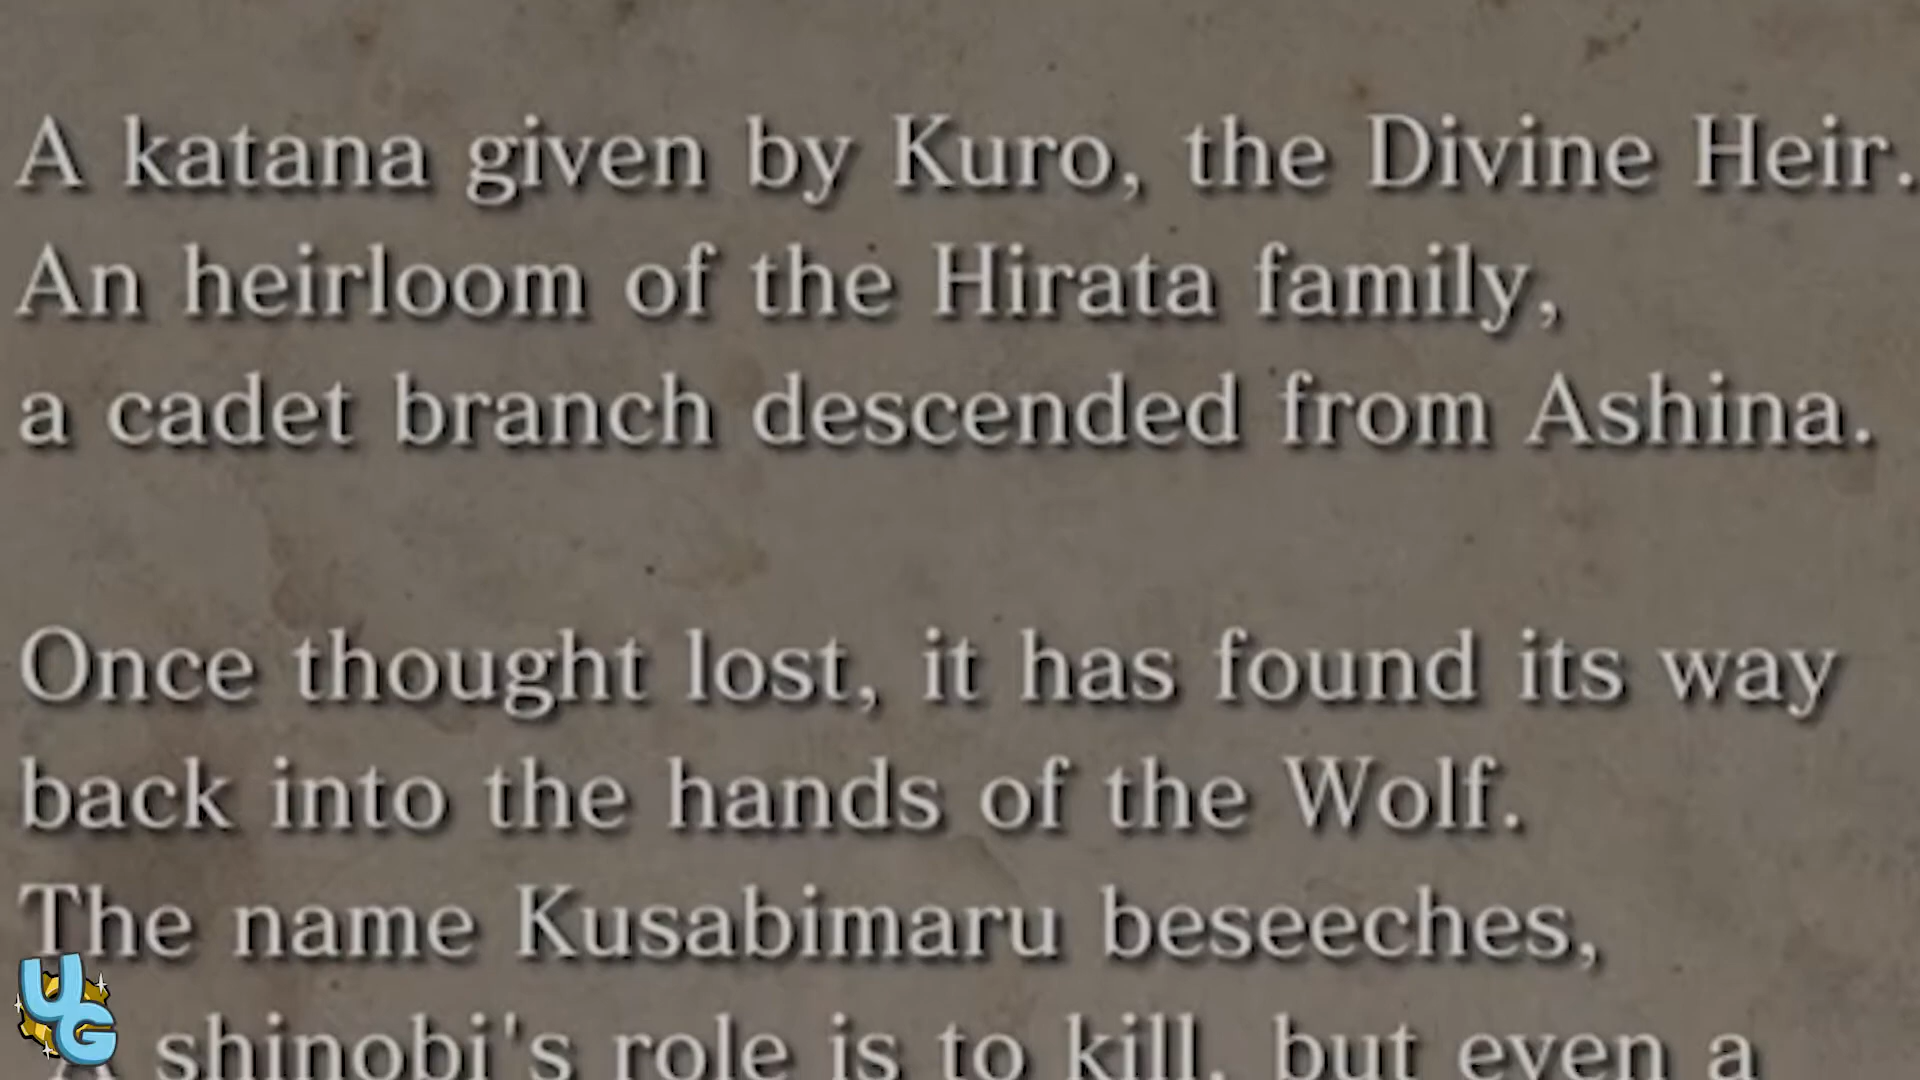 A katana given by Kuro, the Divine Heir.
An heirloom of the Hirata family,
a cadet branch descended from Ashina.
Once thought lost, it has found its way
back into the hands of the Wolf.
The name Kusabimaru beseeches,
A shinobi's role is to kill, but even a
UG